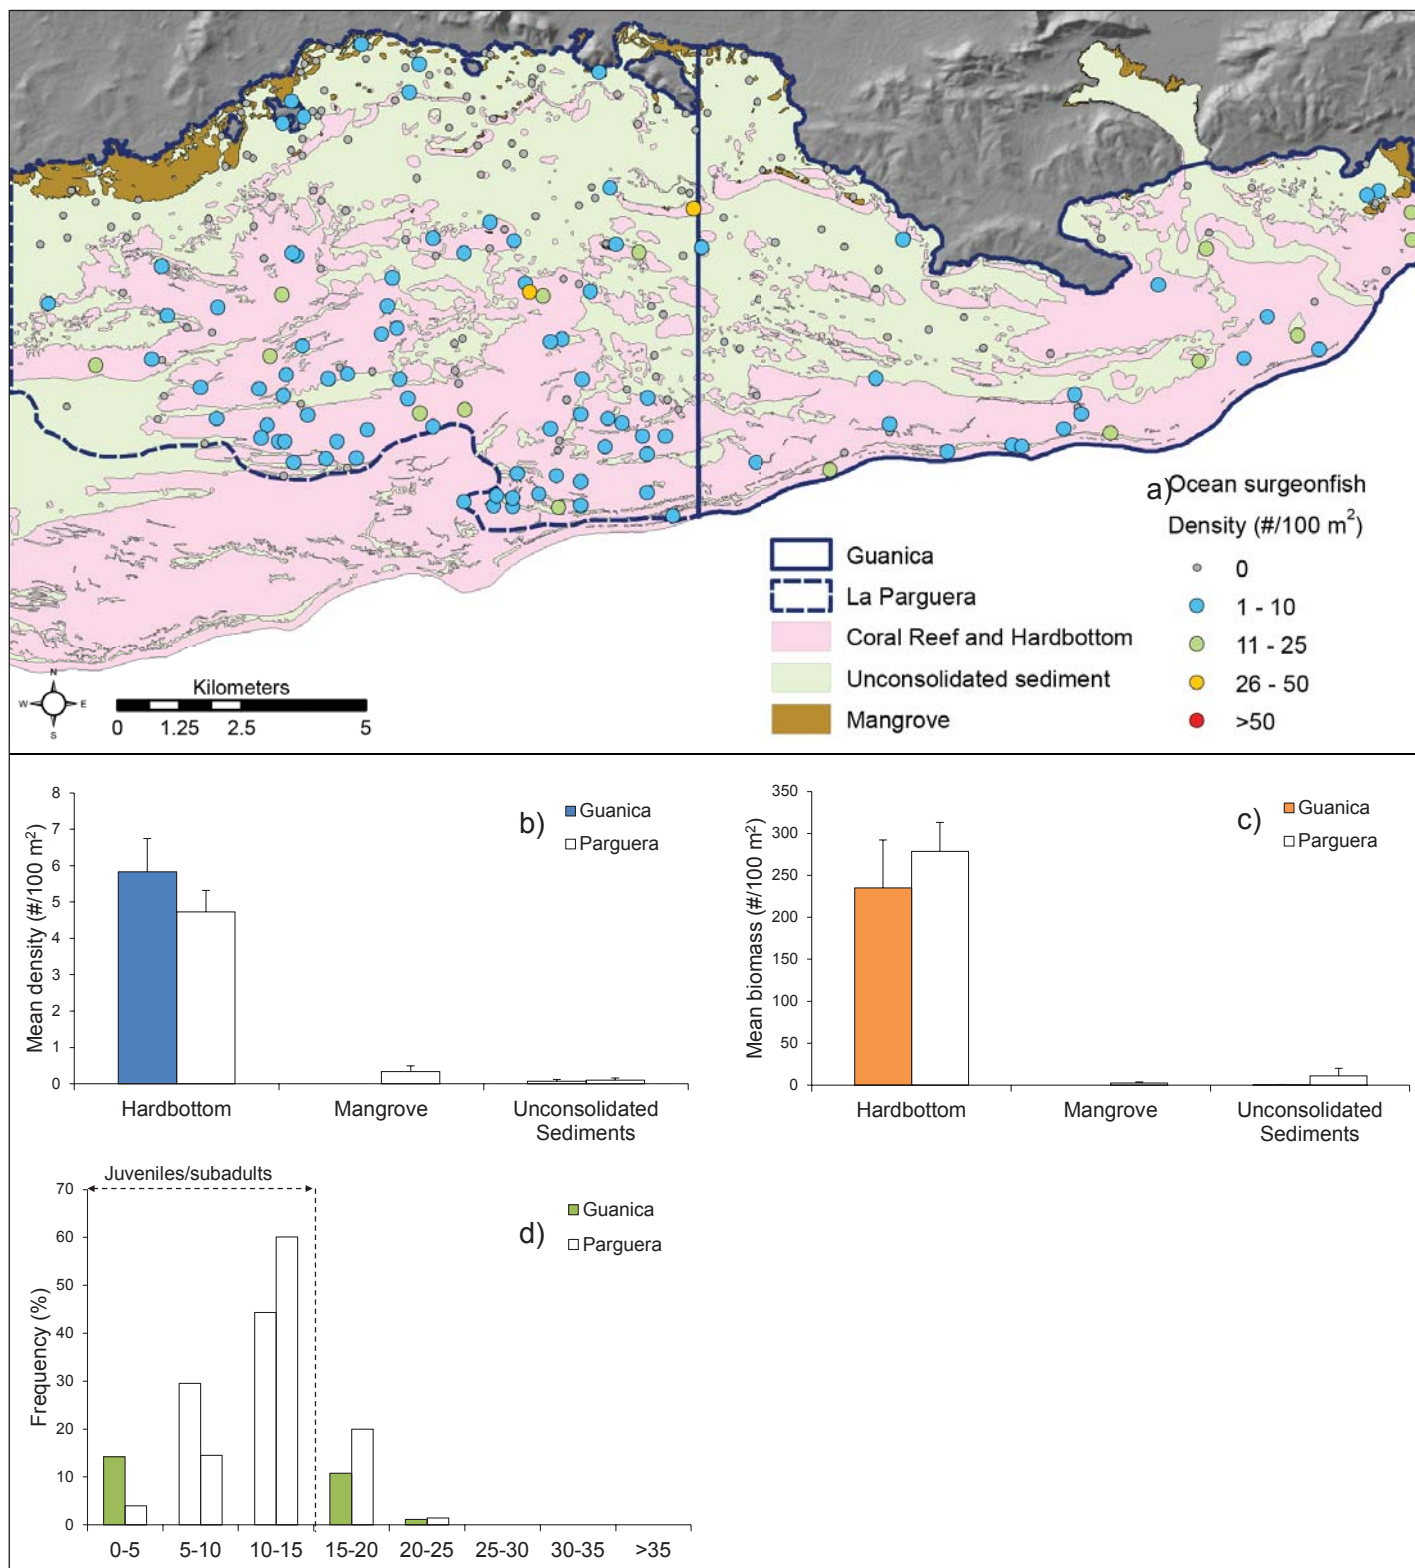 a) Ocean surgeonfish
Density (#/100 m²)
0
1 - 10
11 - 25
26 - 50
>50
Guanica
La Parguera
Coral Reef and Hardbottom
Unconsolidated sediment
Mangrove
N
W E
S
Kilometers
0 1.25 2.5 5
b)
Guanica
Parguera
Mean density (#/100 m²)
8
7
6
5
4
3
2
1
0
Hardbottom Mangrove Unconsolidated
Sediments
c)
Guanica
Parguera
Mean biomass (#/100 m²)
350
300
250
200
150
100
50
0
Hardbottom Mangrove Unconsolidated
Sediments
Juveniles/subadults
d)
Guanica
Parguera
Frequency (%)
70
60
50
40
30
20
10
0
0-5 5-10 10-15 15-20 20-25 25-30 30-35 >35